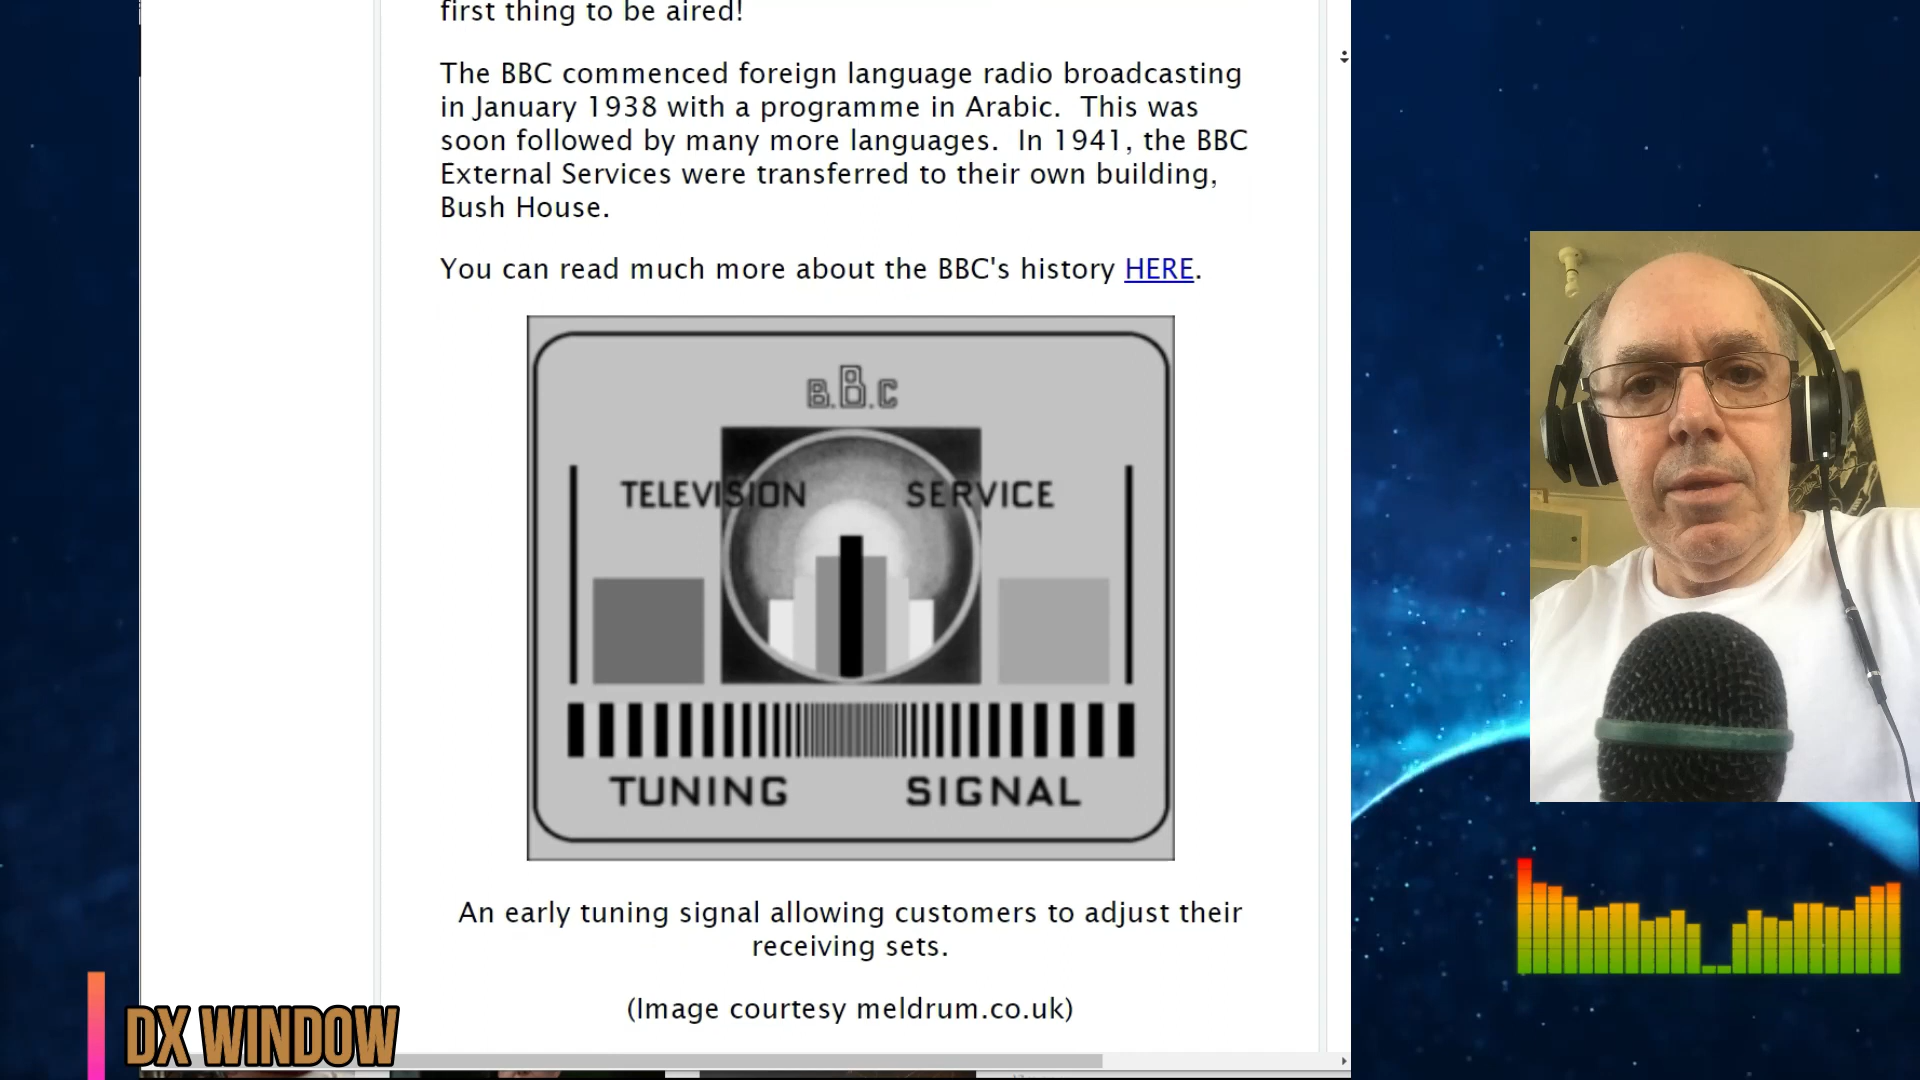 first thing to be aired!
The BBC commenced foreign language radio broadcasting
in January 1938 with a programme in Arabic.  This was
soon followed by many more languages.  In 1941, the BBC
External Services were transferred to their own building,
Bush House.
You can read much more about the BBC's history HERE.
B.B.C
TELEVISION SERVICE
TUNING SIGNAL
An early tuning signal allowing customers to adjust their
receiving sets.
(Image courtesy meldrum.co.uk)
DX WINDOW